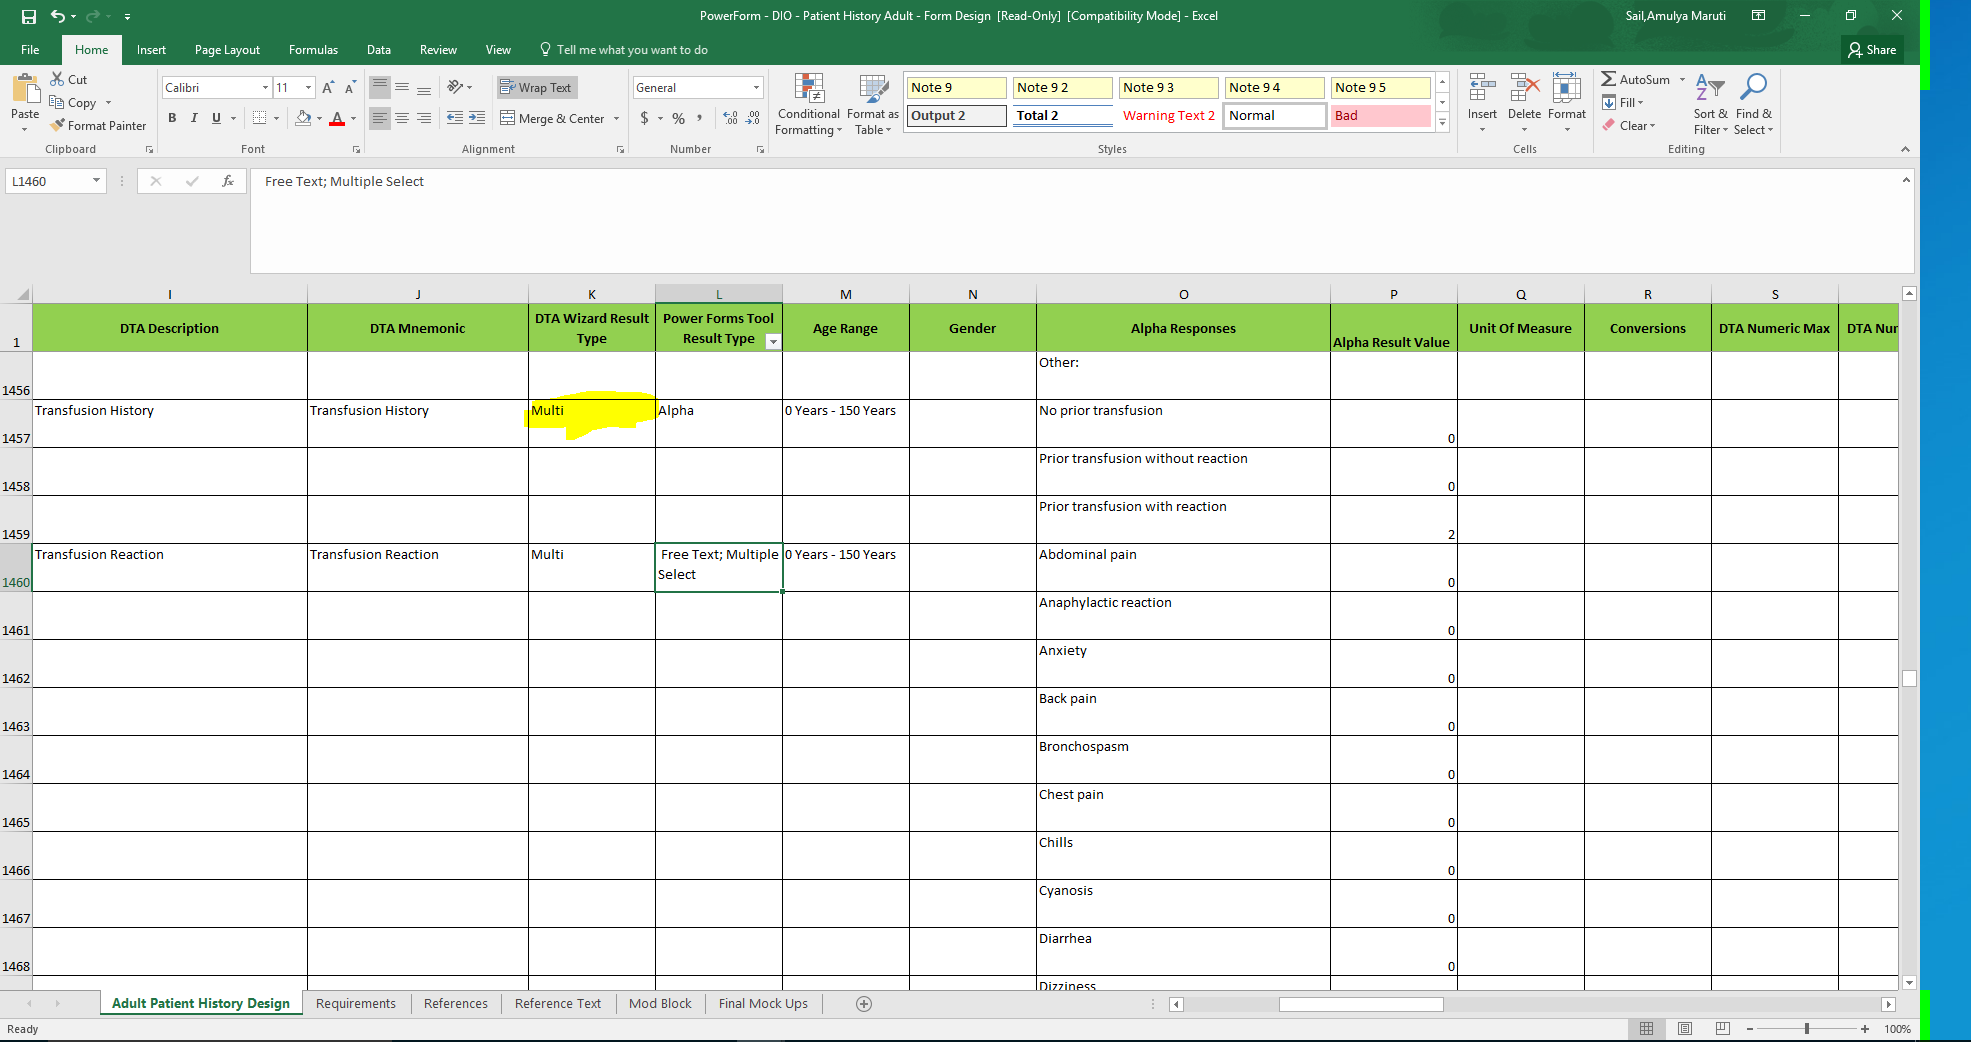 PowerForm - DIO - Patient History Adult - Form Design [Read-Only] [Compatibility Mode] - Excel
Sail,Amulya Maruti
File Home Insert Page Layout Formulas Data Review View Tell me what you want to do
Share
Paste
Cut
Copy
Format Painter
Clipboard
Calibri 11
B I U
Font
Wrap Text
Merge & Center
Alignment
General
$ % ,
Number
Conditional Formatting
Format as Table
Note 9 Note 9 2 Note 9 3 Note 9 4 Note 9 5
Output 2 Total 2 Warning Text 2 Normal Bad
Styles
Insert Delete Format
Cells
AutoSum
Fill
Clear
Sort & Filter
Find & Select
Editing
L1460
fx
Free Text; Multiple Select
I J K L M N O P Q R S
1 DTA Description DTA Mnemonic DTA Wizard Result Type Power Forms Tool Result Type Age Range Gender Alpha Responses Alpha Result Value Unit Of Measure Conversions DTA Numeric Max DTA Nur
1456 Other:
1457 Transfusion History Transfusion History Multi Alpha 0 Years - 150 Years No prior transfusion 0
1458 Prior transfusion without reaction 0
1459 Prior transfusion with reaction 2
1460 Transfusion Reaction Transfusion Reaction Multi Free Text; Multiple Select 0 Years - 150 Years Abdominal pain 0
1461 Anaphylactic reaction 0
1462 Anxiety 0
1463 Back pain 0
1464 Bronchospasm 0
1465 Chest pain 0
1466 Chills 0
1467 Cyanosis 0
1468 Diarrhea 0
Dizziness
Adult Patient History Design Requirements References Reference Text Mod Block Final Mock Ups
Ready
100%